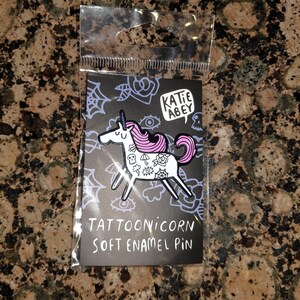 KATIE
ABEY
TATTOONICORN
SOFT ENAMEL PIN